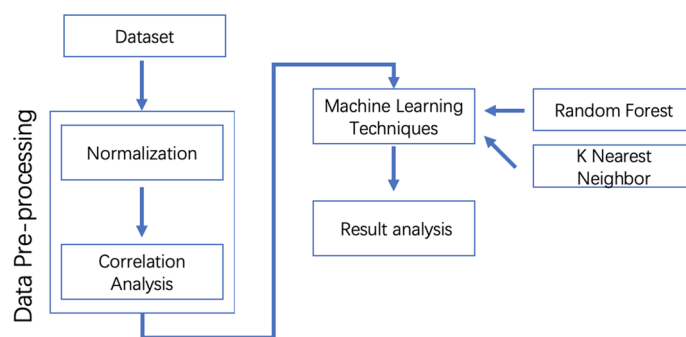 Dataset
Data Pre-processing
Normalization
Correlation
Analysis
Machine Learning
Techniques
Result analysis
Random Forest
K Nearest
Neighbor